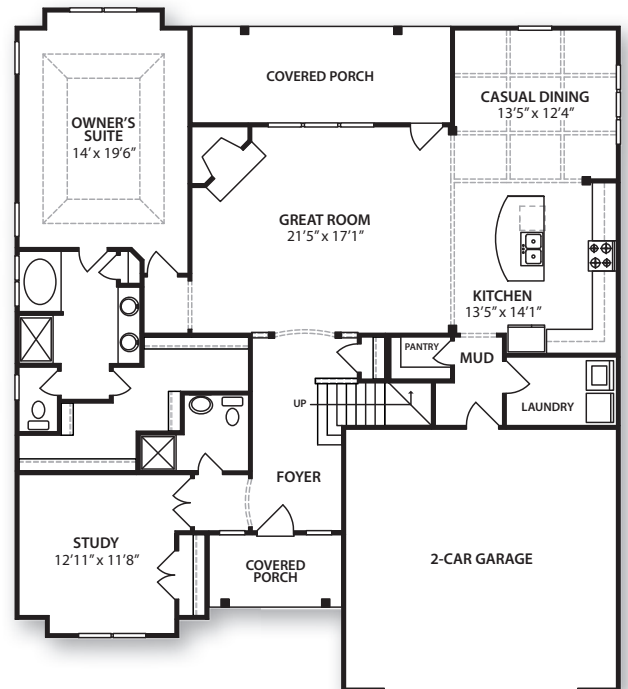 COVERED PORCH
CASUAL DINING
13'5" x 12'4"
OWNER'S
SUITE
14' x 19'6"
GREAT ROOM
21'5" x 17'1"
KITCHEN
13'5" x 14'1"
PANTRY
MUD
UP
LAUNDRY
FOYER
STUDY
12'11" x 11'8"
COVERED
PORCH
2-CAR GARAGE